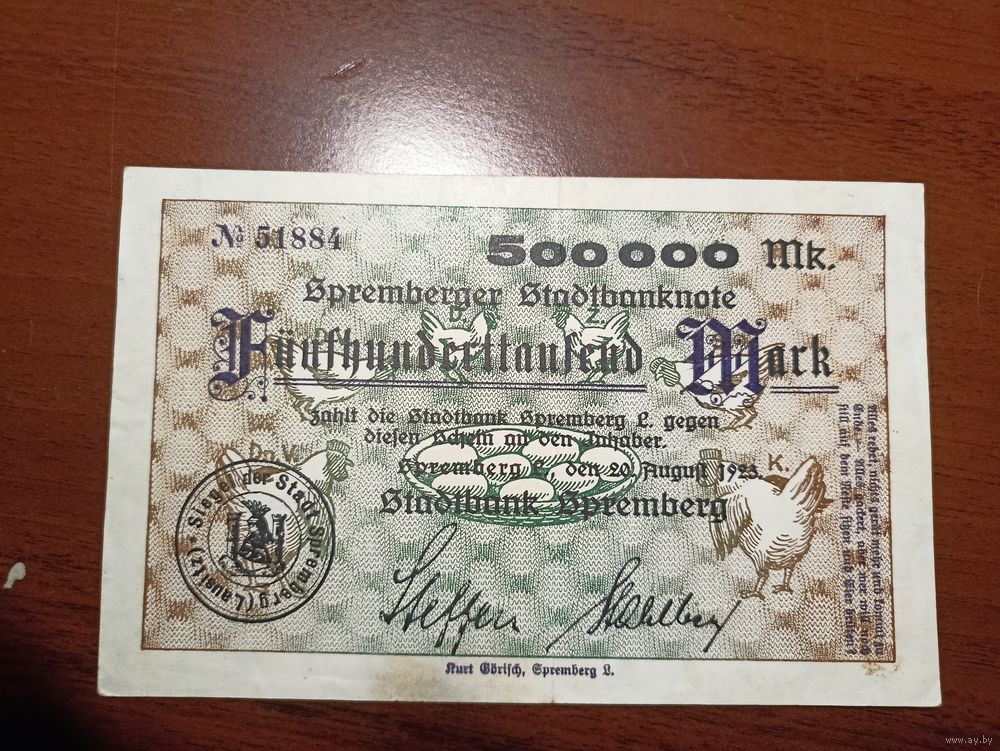 № 51884
500000 Mk.
Spremberger Stadtbanknote
D. Z.
Fünfhunderttausend Mark
zahlt die Stadtbank Spremberg L. gegen
diesen Schein an den Inhaber.
Spremberg L., den 20. August 1923.
K.
Stadtbank Spremberg
Siegel der Stadt Spremberg (Lausitz)
Steffen
Kurt Görisch, Spremberg L.
www.ay.by